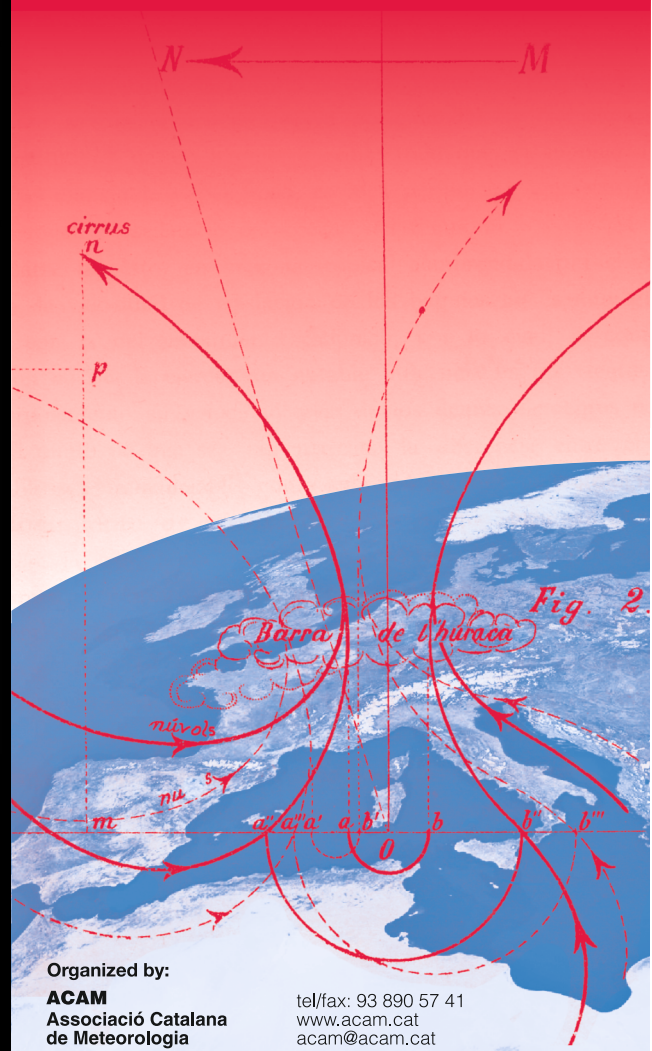 N M
cirrus
n
p
Fig. 2.
Barra de l'huracà
núvols
nu s
m a'' a''' a' a b' b b'' b'''
O
Organized by:
ACAM
Associació Catalana
de Meteorologia
tel/fax: 93 890 57 41
www.acam.cat
acam@acam.cat